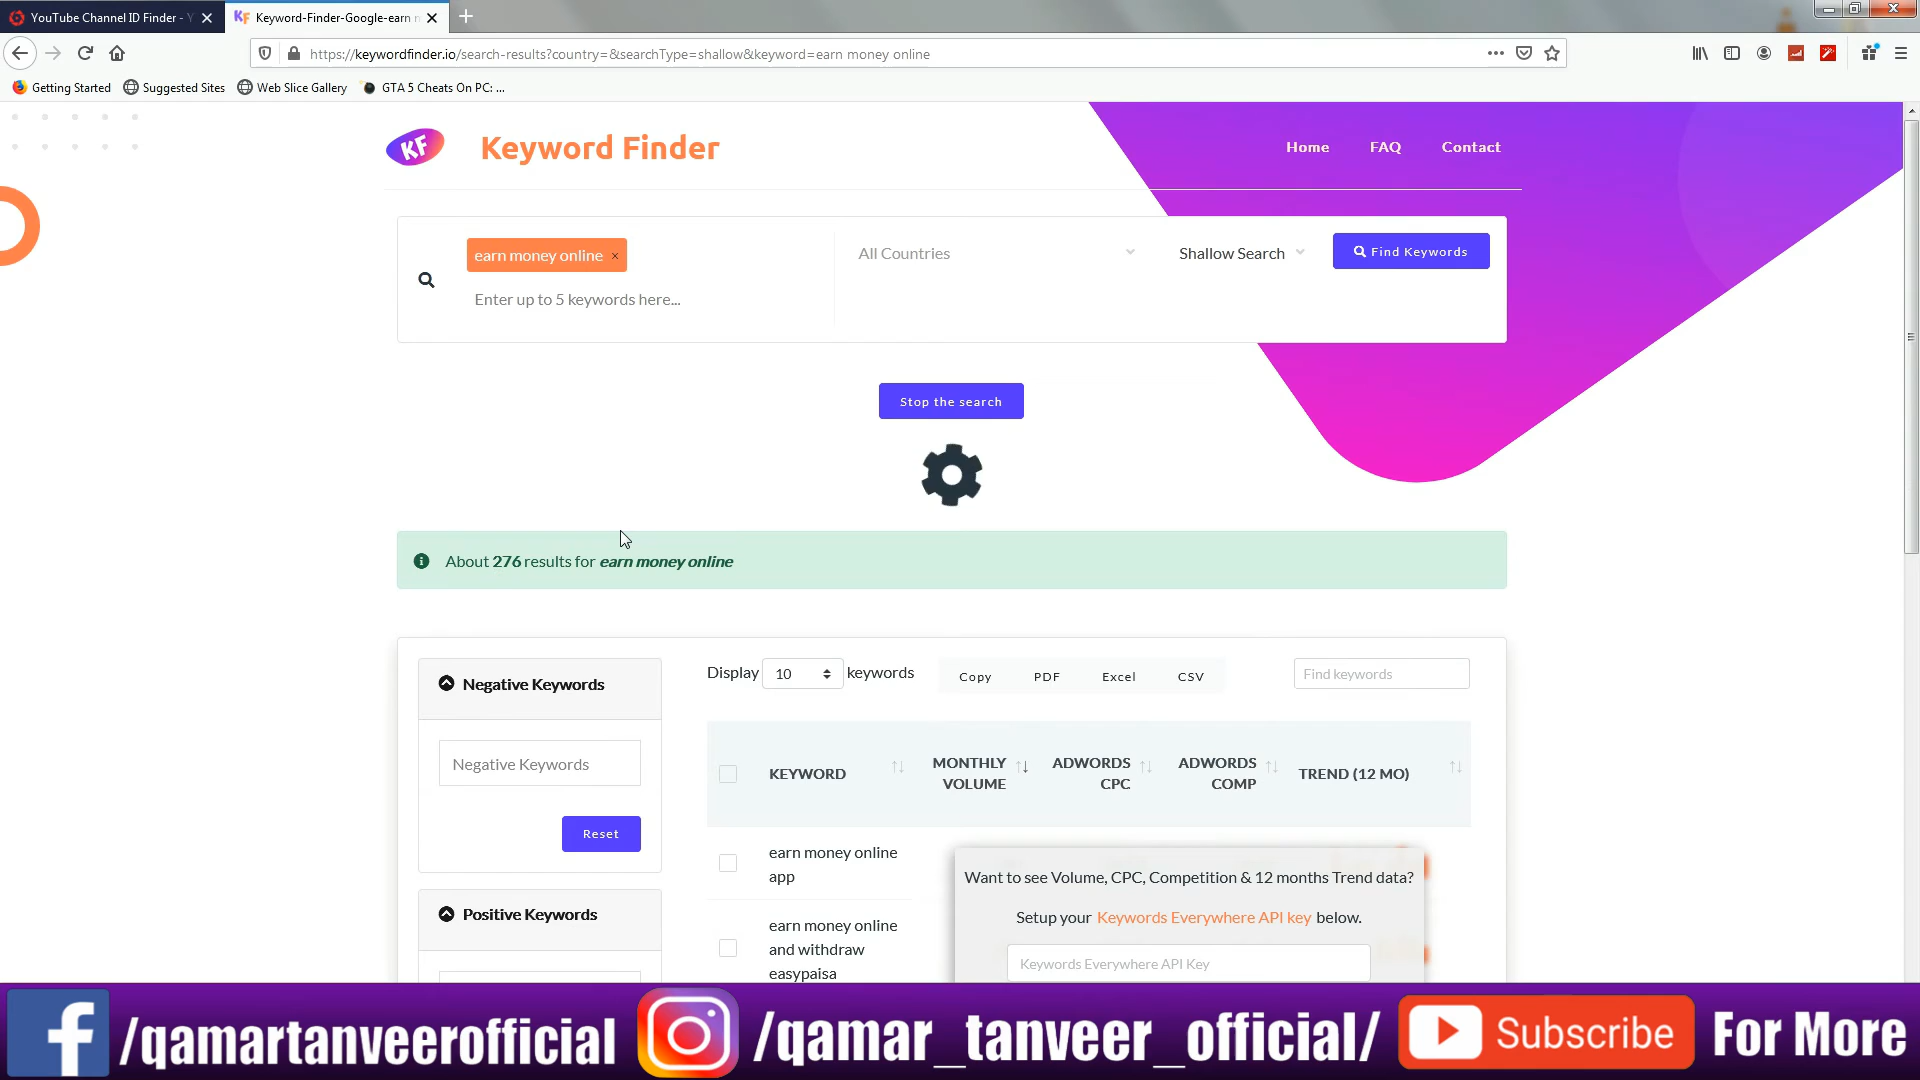 YouTube Channel ID Finder - Y
Keyword-Finder-Google-earn m
https://keywordfinder.io/search-results?country=&searchType=shallow&keyword=earn money online
Getting Started
Suggested Sites
Web Slice Gallery
GTA 5 Cheats On PC: ...
KF
Keyword Finder
Home
FAQ
Contact
earn money online ×
Enter up to 5 keywords here...
All Countries
Shallow Search
Find Keywords
Stop the search
About 276 results for earn money online
Negative Keywords
Negative Keywords
Reset
Positive Keywords
Display 10 keywords
Copy
PDF
Excel
CSV
Find keywords
KEYWORD
MONTHLY
VOLUME
ADWORDS
CPC
ADWORDS
COMP
TREND (12 MO)
earn money online
app
earn money online
and withdraw
easypaisa
Want to see Volume, CPC, Competition & 12 months Trend data?
Setup your Keywords Everywhere API key below.
Keywords Everywhere API Key
/qamartanveerofficial
/qamar_tanveer_official/
Subscribe
For More